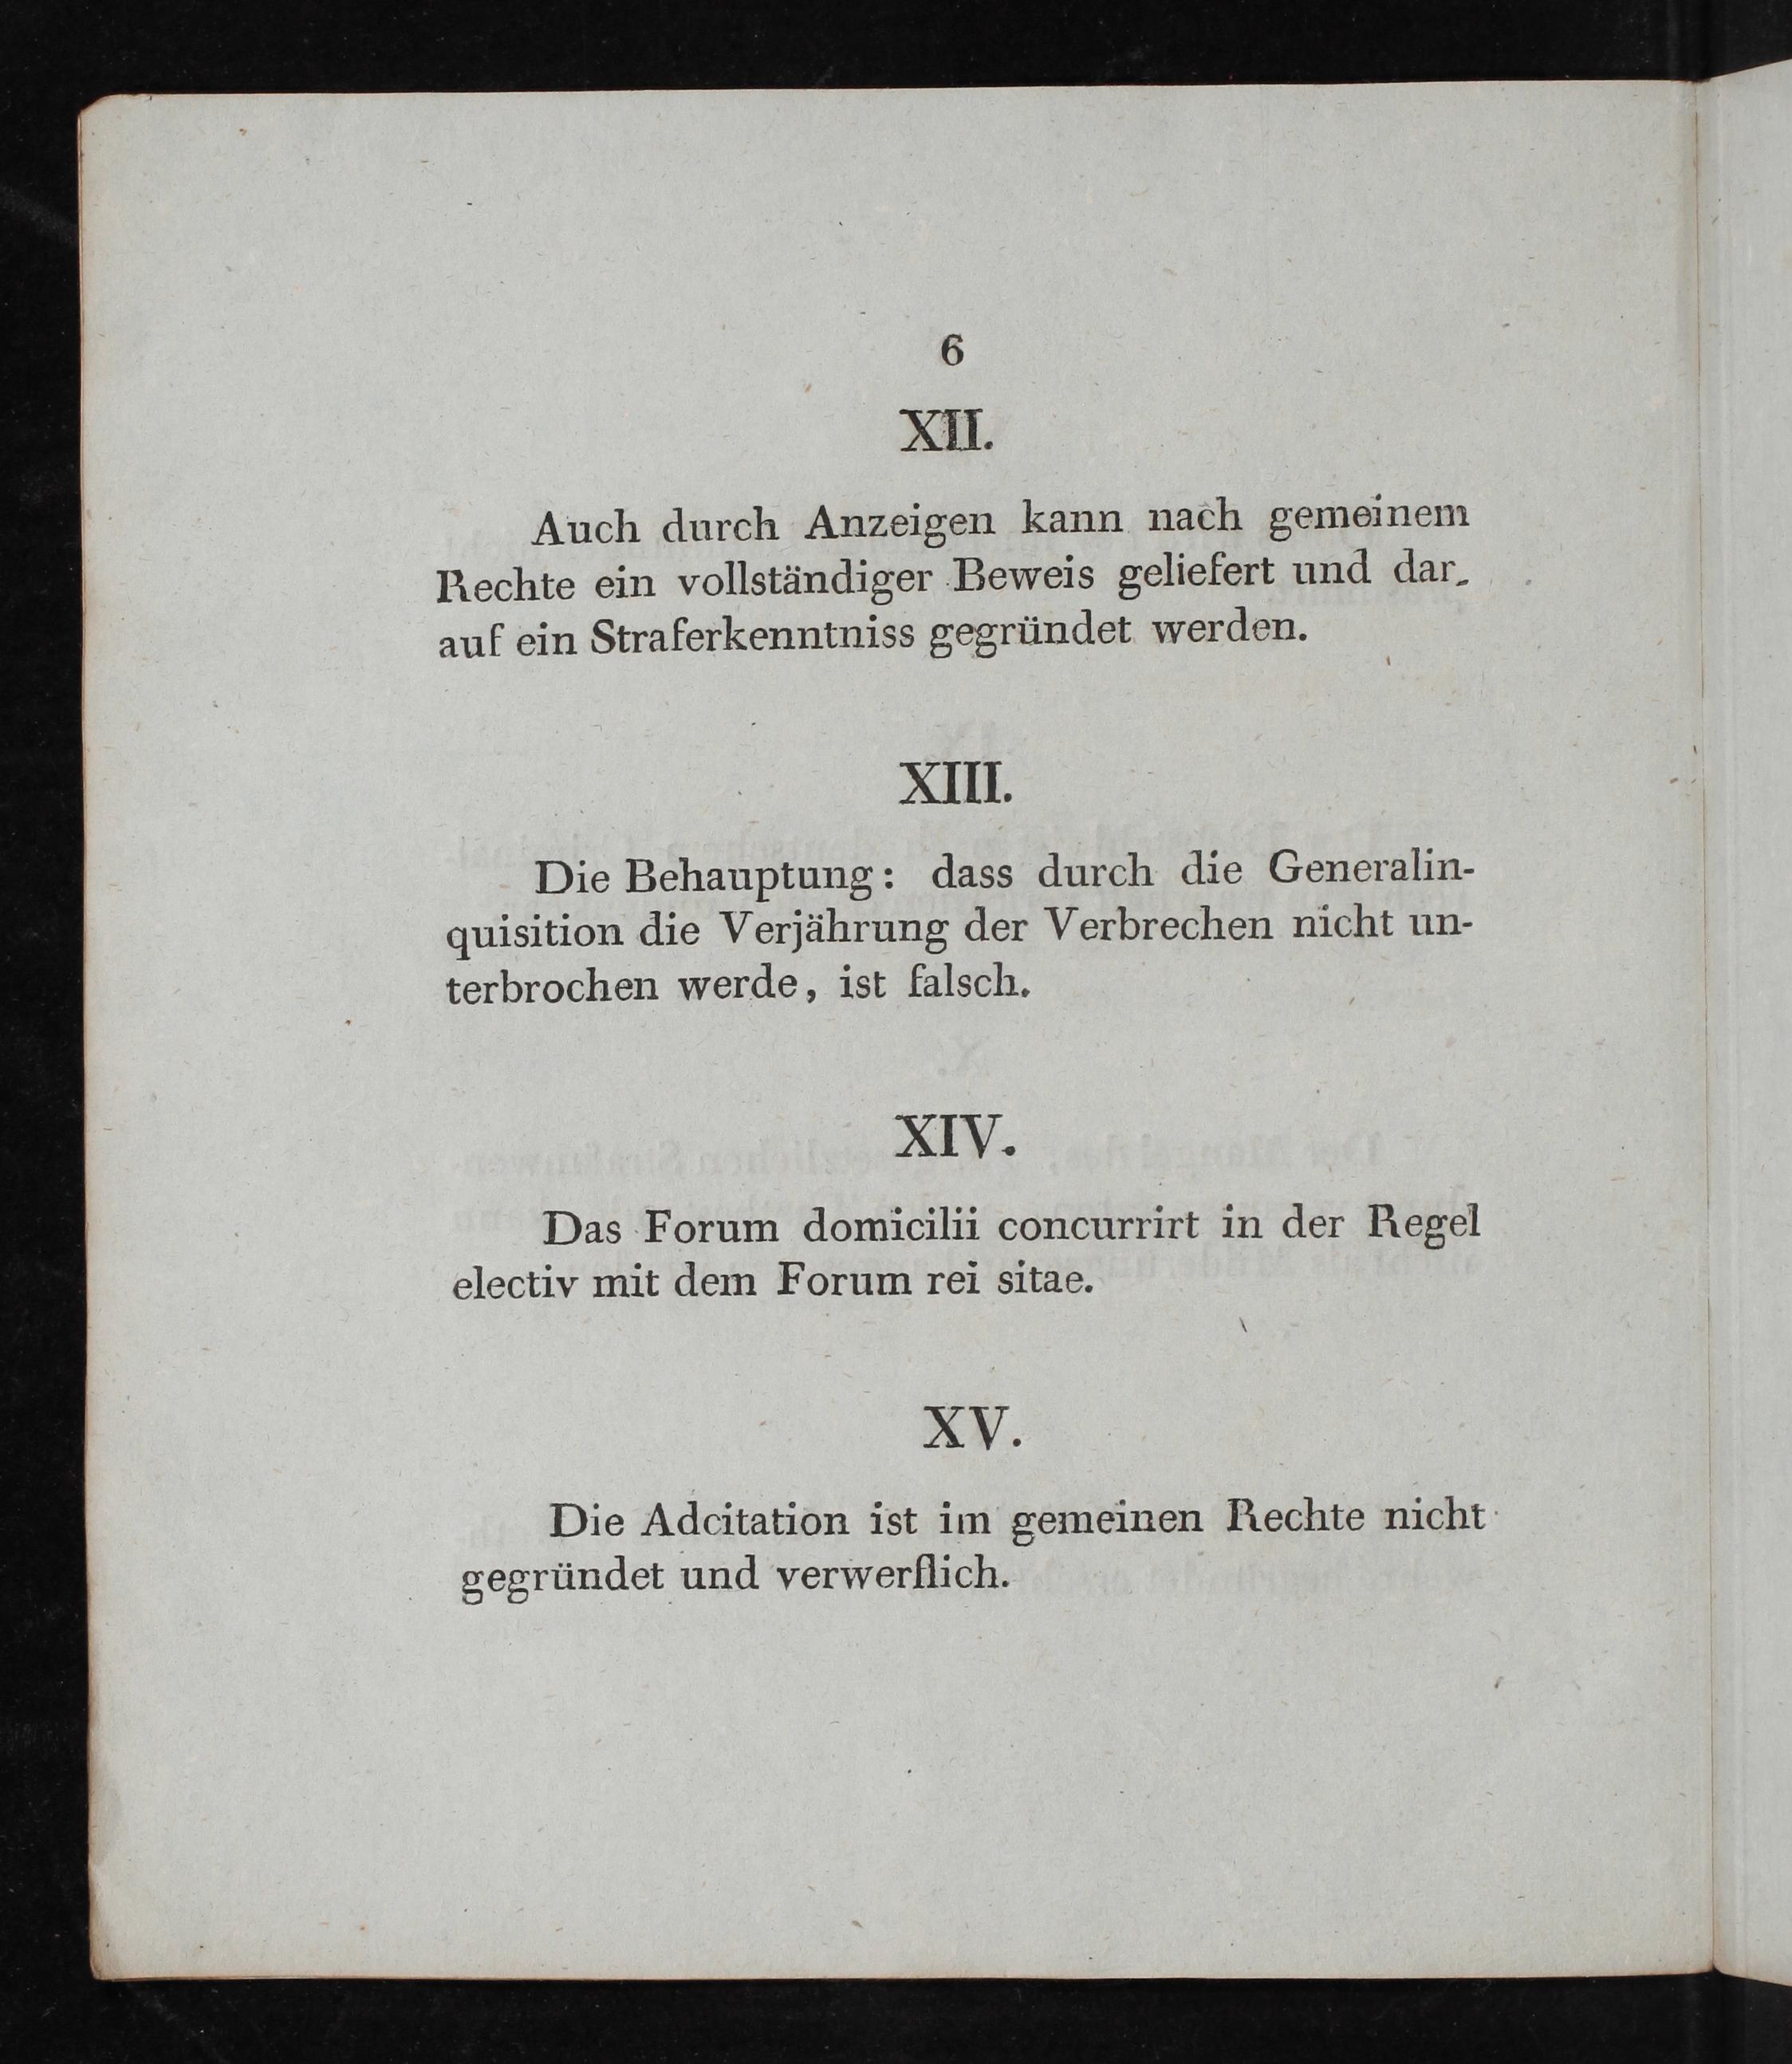 6
XII.
Auch durch Anzeigen kann nach gemeinem
Rechte ein vollständiger Beweis geliefert und dar-
auf ein Straferkenntniss gegründet werden.
XIII.
Die Behauptung: dass durch die Generalin-
quisition die Verjährung der Verbrechen nicht un-
terbrochen werde, ist falsch.
XIV.
Das Forum domicilii concurrirt in der Regel
electiv mit dem Forum rei sitae.
XV.
Die Adcitation ist im gemeinen Rechte nicht
gegründet und verwerflich.